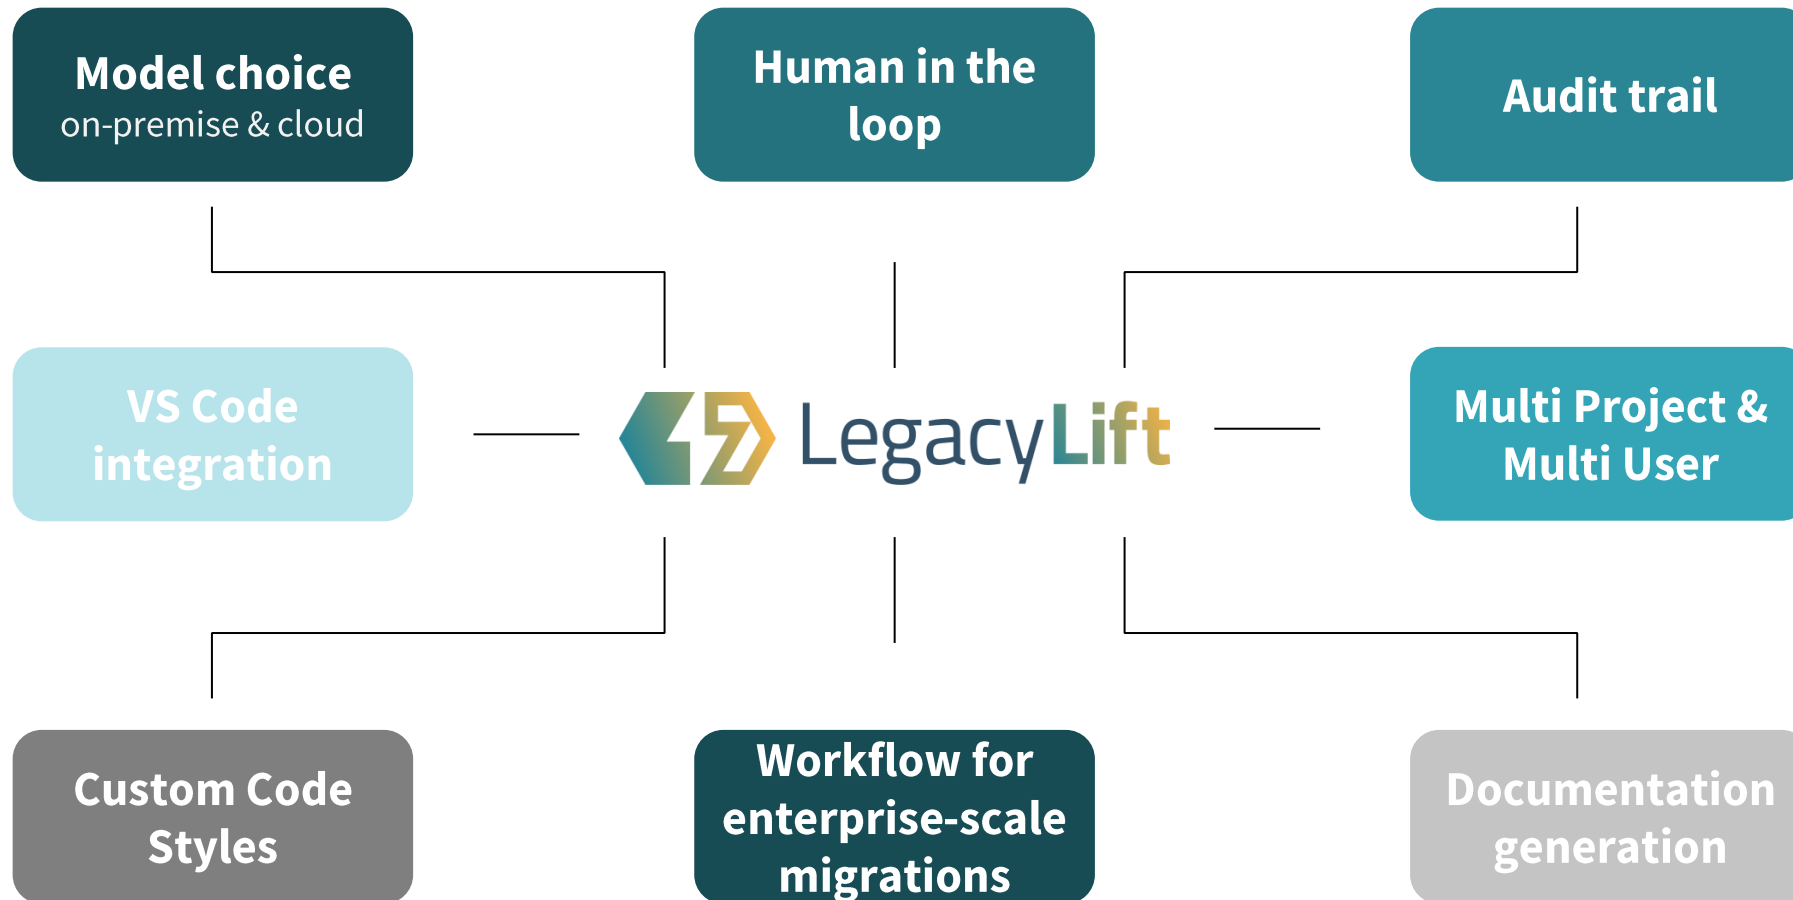 Model choice
on-premise & cloud
Human in the
loop
Audit trail
VS Code
integration
LegacyLift
Multi Project &
Multi User
Custom Code
Styles
Workflow for
enterprise-scale
migrations
Documentation
generation